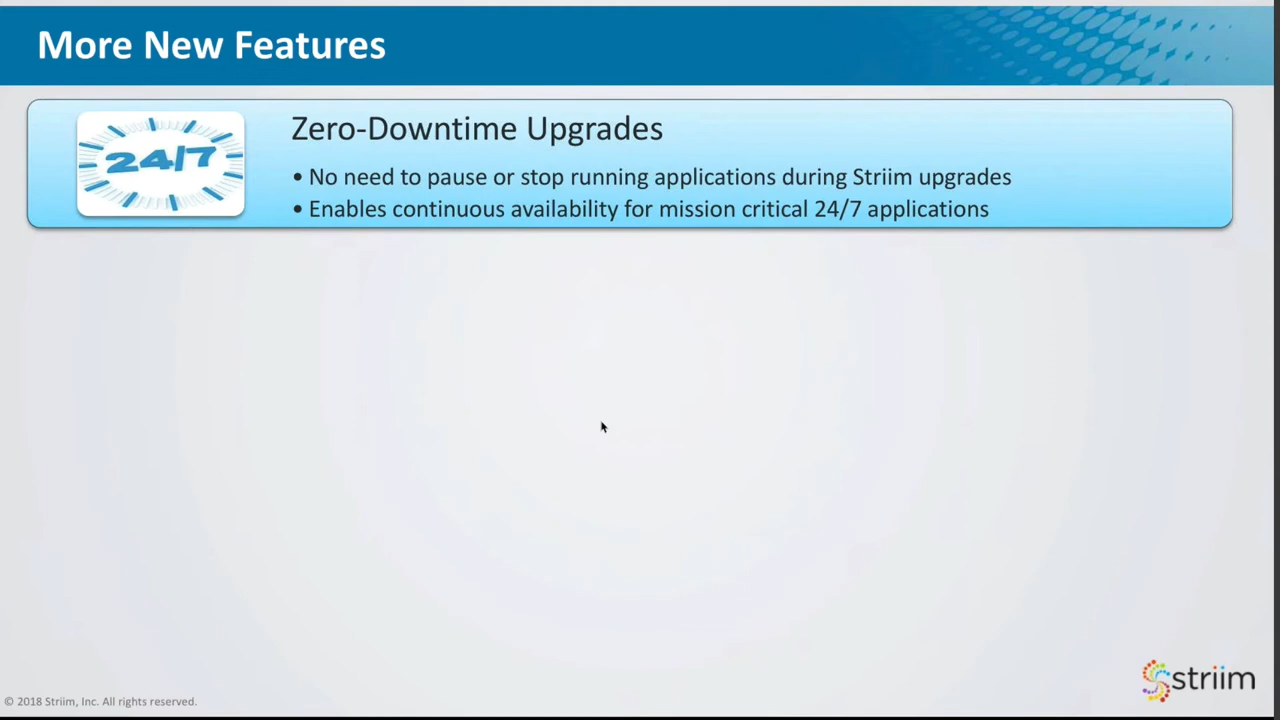 More New Features
24/7
Zero-Downtime Upgrades
• No need to pause or stop running applications during Striim upgrades
• Enables continuous availability for mission critical 24/7 applications
© 2018 Striim, Inc. All rights reserved.
striim